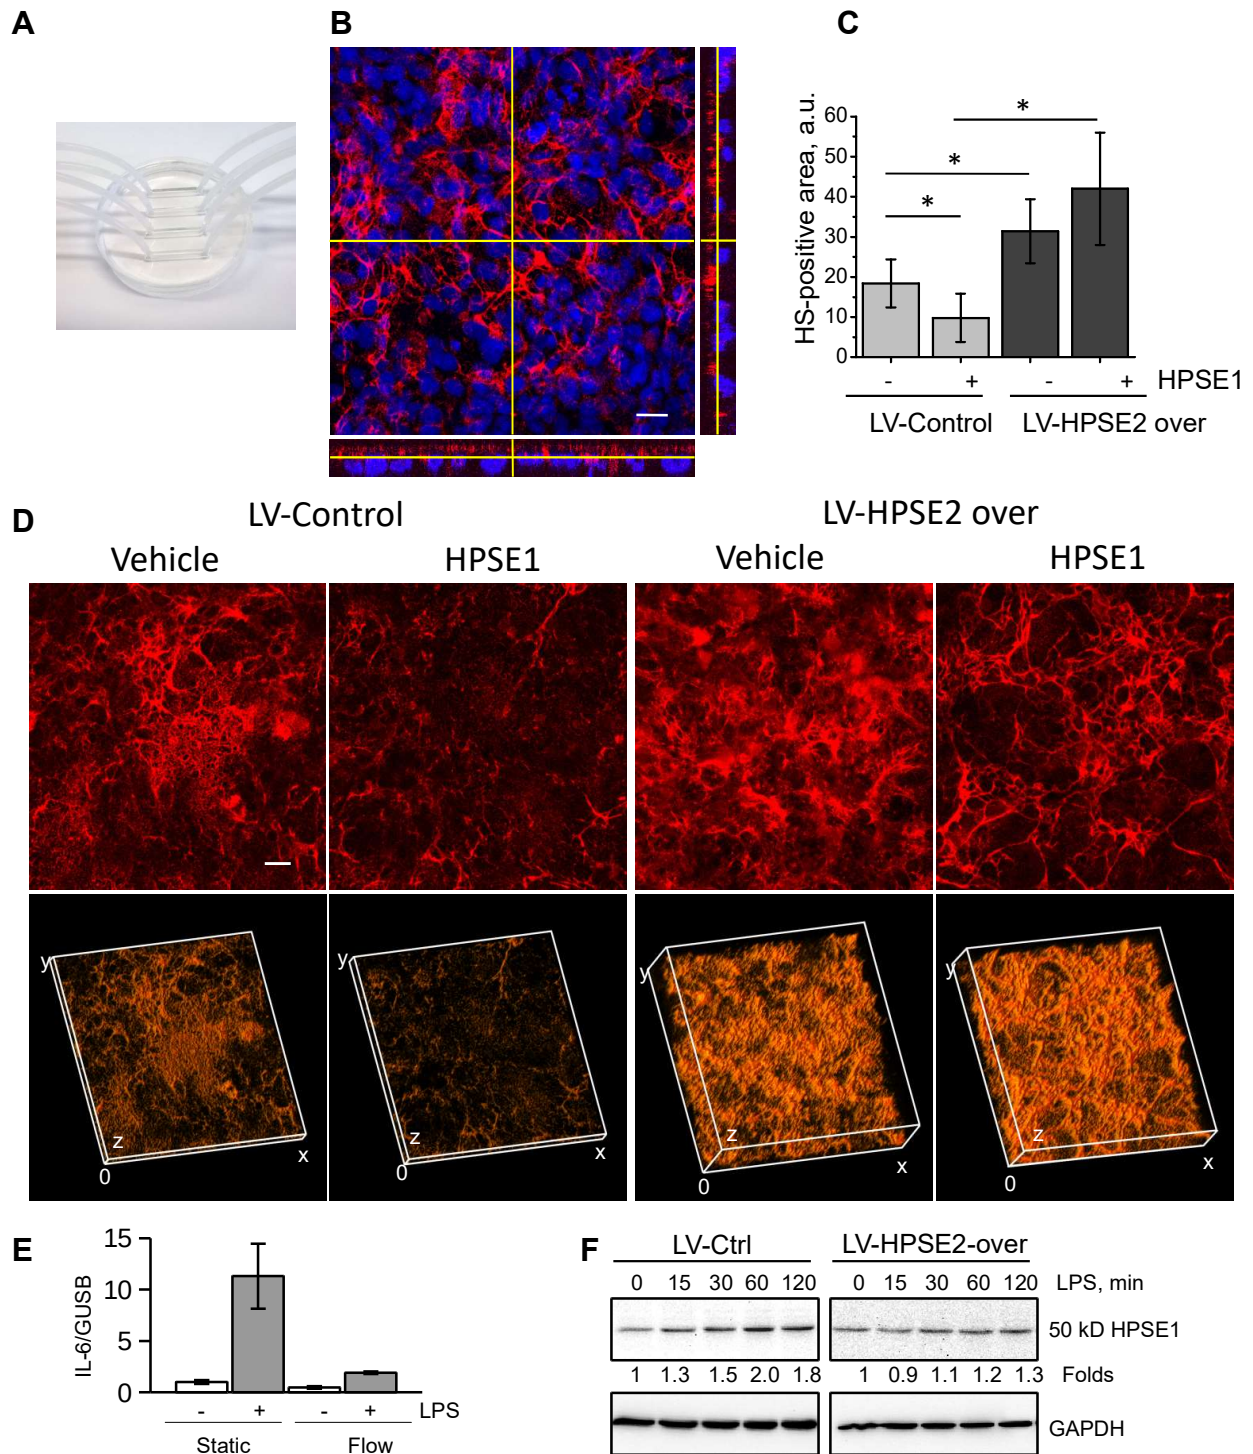 A
B
C
HS-positive area, a.u.
60
50
40
30
20
10
0
*
*
*
- + - + HPSE1
LV-Control LV-HPSE2 over
D
LV-Control LV-HPSE2 over
Vehicle HPSE1 Vehicle HPSE1
y z 0 x
y z 0 x
y z 0 x
y z 0 x
E
IL-6/GUSB
15
10
5
0
- + - + LPS
Static Flow
F
LV-Ctrl LV-HPSE2-over
0 15 30 60 120 0 15 30 60 120 LPS, min
50 kD HPSE1
1 1.3 1.5 2.0 1.8 1 0.9 1.1 1.2 1.3 Folds
GAPDH